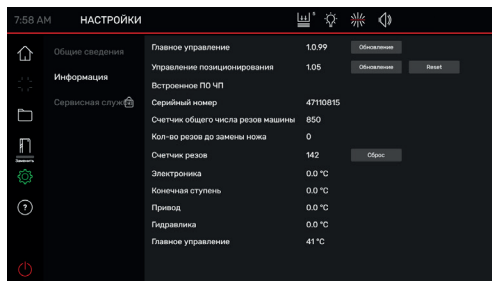 7:58 AM НАСТРОЙКИ
Общие сведения
Информация
Сервисная служ
Заменить
Главное управление 1.0.99 Обновление
Управление позиционирования 1.05 Обновление Reset
Встроенное ПО ЧП
Серийный номер 47110815
Счетчик общего числа резов машины 850
Кол-во резов до замены ножа 0
Счетчик резов 142 Сброс
Электроника 0.0 °C
Конечная ступень 0.0 °C
Привод 0.0 °C
Гидравлика 0.0 °C
Главное управление 41 °C